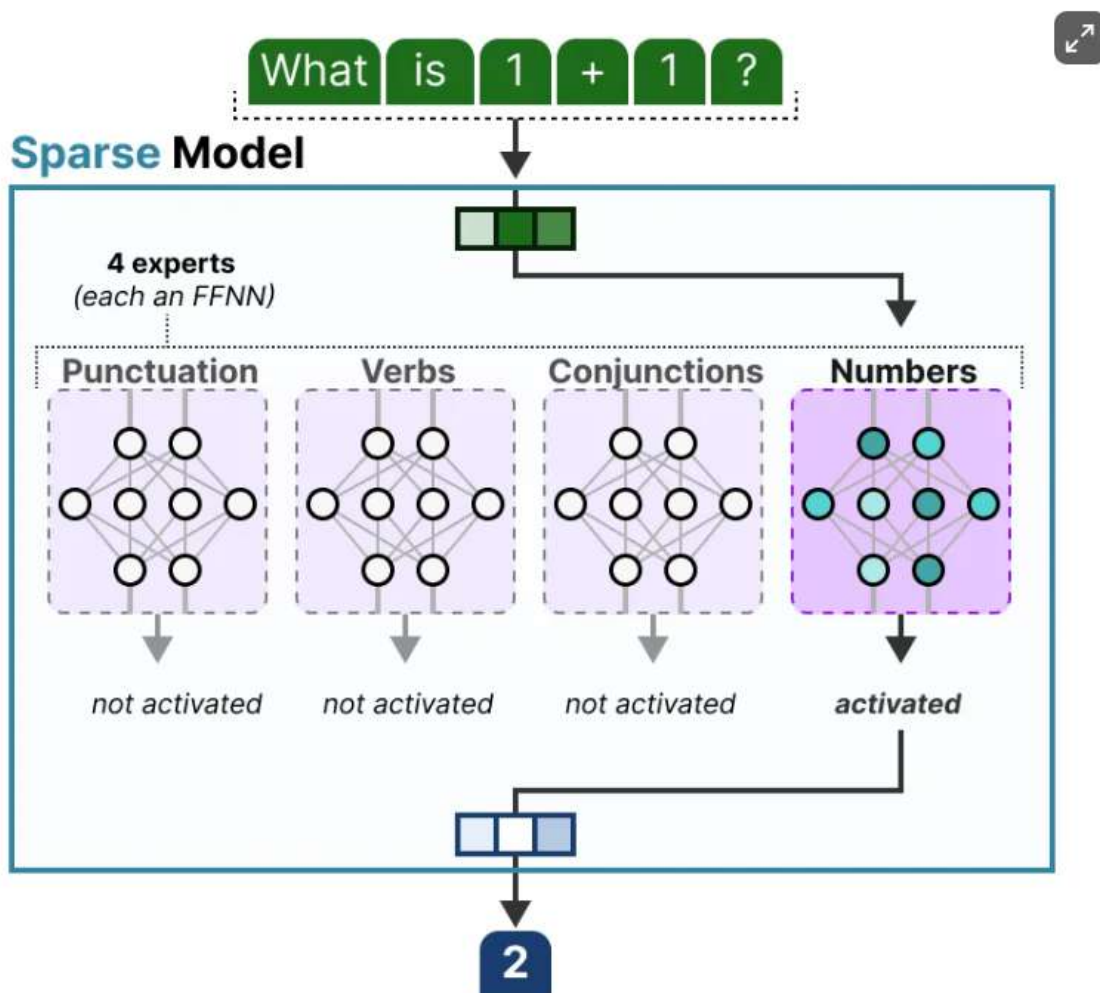 What is 1 + 1 ?
Sparse Model
4 experts
(each an FFNN)
Punctuation Verbs Conjunctions Numbers
not activated not activated not activated activated
2